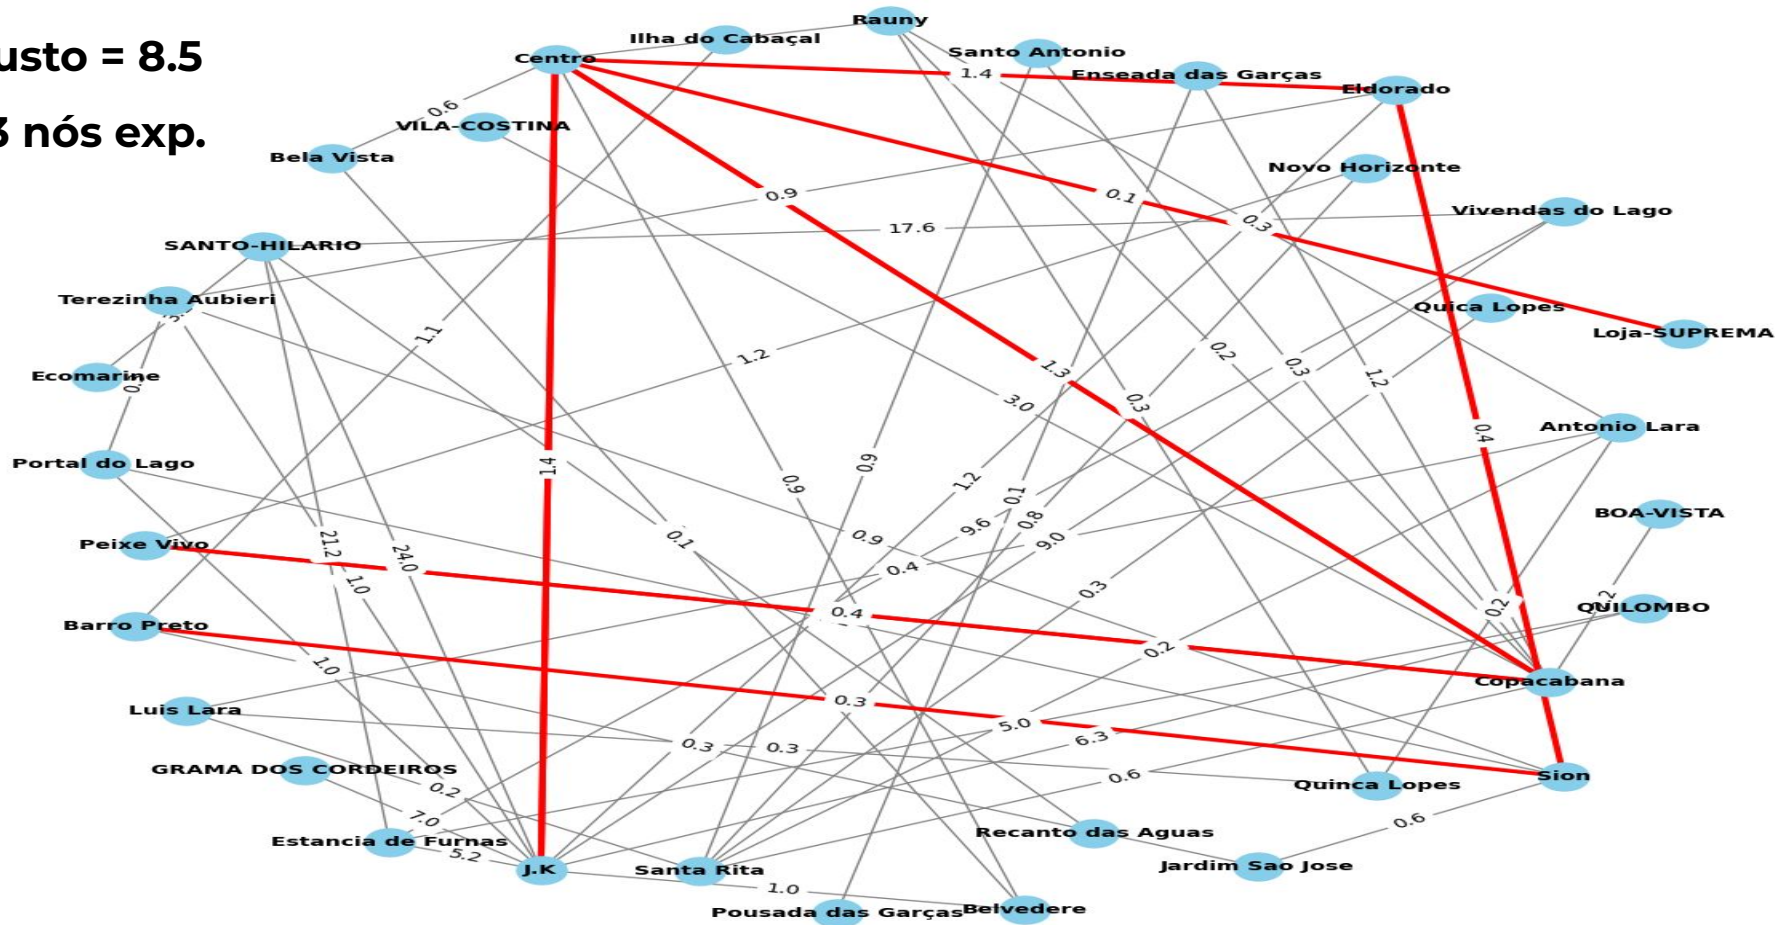 usto = 8.5
3 nós exp.
Rauny
Ilha do Cabaçal
Santo Antonio
Centro
1.4
Enseada das Garças
Eldorado
0.6
VILA-COSTINA
Bela Vista
Novo Horizonte
0.9
0.1
Vivendas do Lago
0.3
17.6
SANTO-HILARIO
Terezinha Aubieri
Quica Lopes
Loja-SUPREMA
1.1
1.2
0.2
0.3
1.3
1.2
Ecomarine
3.0
0.3
Antonio Lara
0.4
Portal do Lago
1.4
0.9
0.9
1.2
0.1
BOA-VISTA
0.8
9.6
Peixe Vivo
21.2
0.1
0.9
9.0
24.0
0.4
1.0
0.3
0.2
QUILOMBO
0.4
Barro Preto
0.2
1.0
Copacabana
0.3
Luis Lara
5.0
6.3
0.3
0.3
GRAMA DOS CORDEIROS
0.6
Sion
Quinca Lopes
0.2
7.0
0.6
Recanto das Aguas
Estancia de Furnas
5.2
Jardim Sao Jose
J.K
Santa Rita
1.0
Pousada das Garças
Belvedere